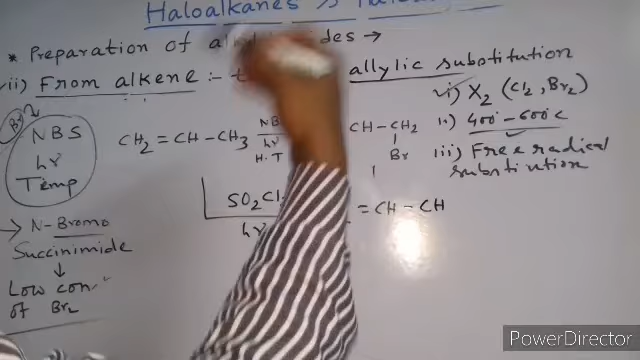 Haloalkanes
* Preparation of
ii) From alkene :- allylic substitution
i) X2 (Cl2, Br2)
ii) 400 - 600°C
iii) Free radical
substitution
Br
NBS
hν
Temp
CH2 = CH - CH3
hν
H.T
CH - CH2
Br
SO2Cl
hν
= CH - CH
→ N-Bromo
Succinimide
↓
Low con.
of Br2
PowerDirector